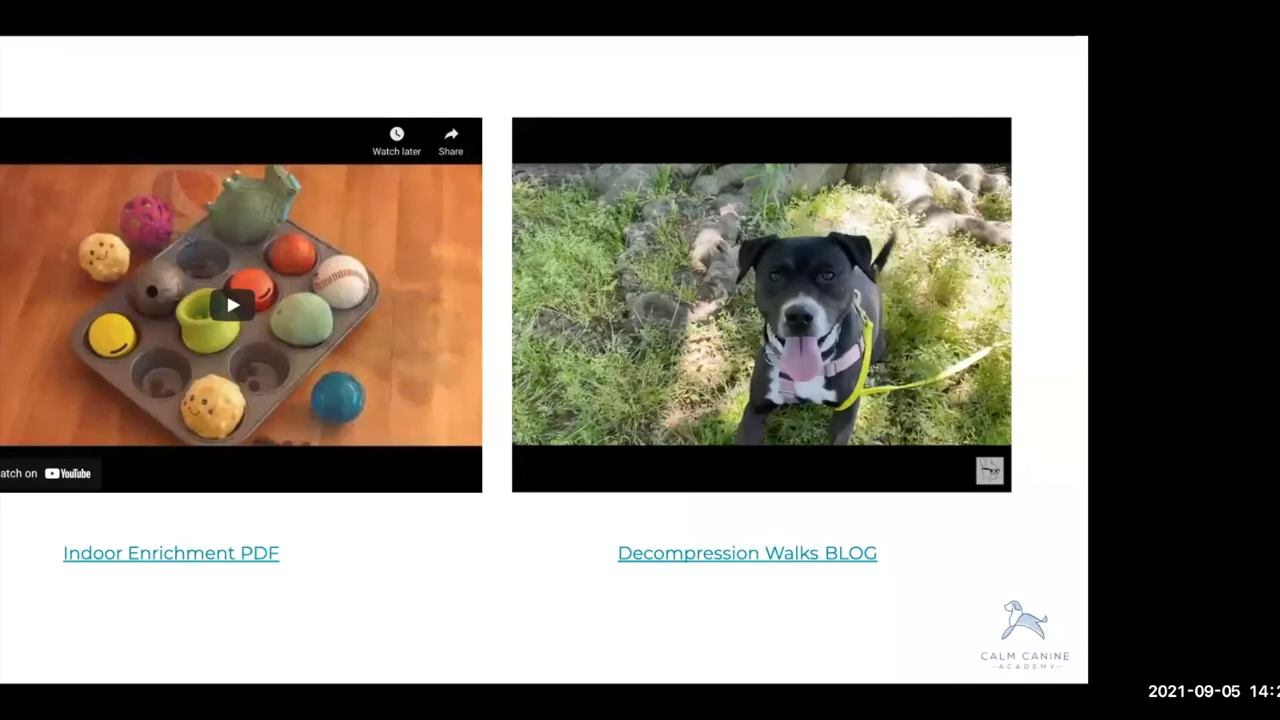 Watch later
Share
atch on YouTube
Indoor Enrichment PDF
Decompression Walks BLOG
CALM CANINE
ACADEMY
2021-09-05 14:2